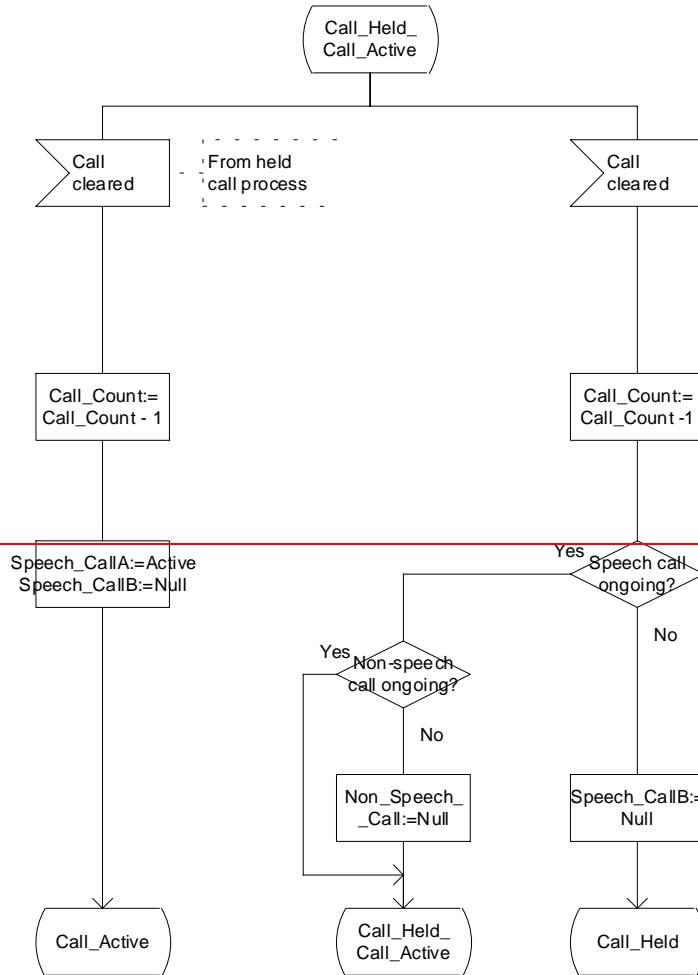 Call_Held_
Call_Active
Call
cleared
From held
call process
Call
cleared
Call_Count:=
Call_Count - 1
Call_Count:=
Call_Count -1
Speech_CallA:=Active
Speech_CallB:=Null
Yes
Speech call
ongoing?
No
Yes
Non-speech
call ongoing?
No
Non_Speech_
_Call:=Null
Speech_CallB:=
Null
Call_Active
Call_Held_
Call_Active
Call_Held